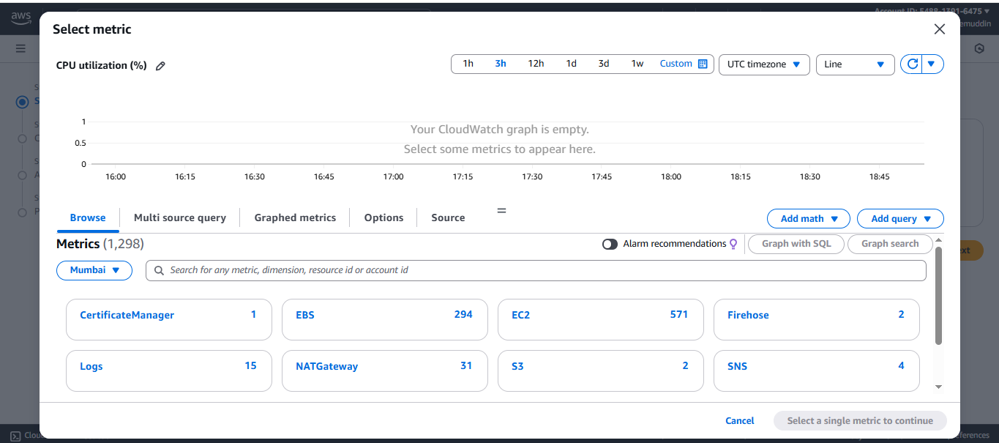 aws
Account ID: 5488-1391-6475
emuddin
Select metric
CPU utilization (%)
1h 3h 12h 1d 3d 1w Custom
UTC timezone
Line
1
0.5
0
Your CloudWatch graph is empty.
Select some metrics to appear here.
16:00 16:15 16:30 16:45 17:00 17:15 17:30 17:45 18:00 18:15 18:30 18:45
Browse Multi source query Graphed metrics Options Source
Add math Add query
Metrics (1,298)
Alarm recommendations
Graph with SQL Graph search
Mumbai
Search for any metric, dimension, resource id or account id
CertificateManager 1
EBS 294
EC2 571
Firehose 2
Logs 15
NATGateway 31
S3 2
SNS 4
Cancel
Select a single metric to continue